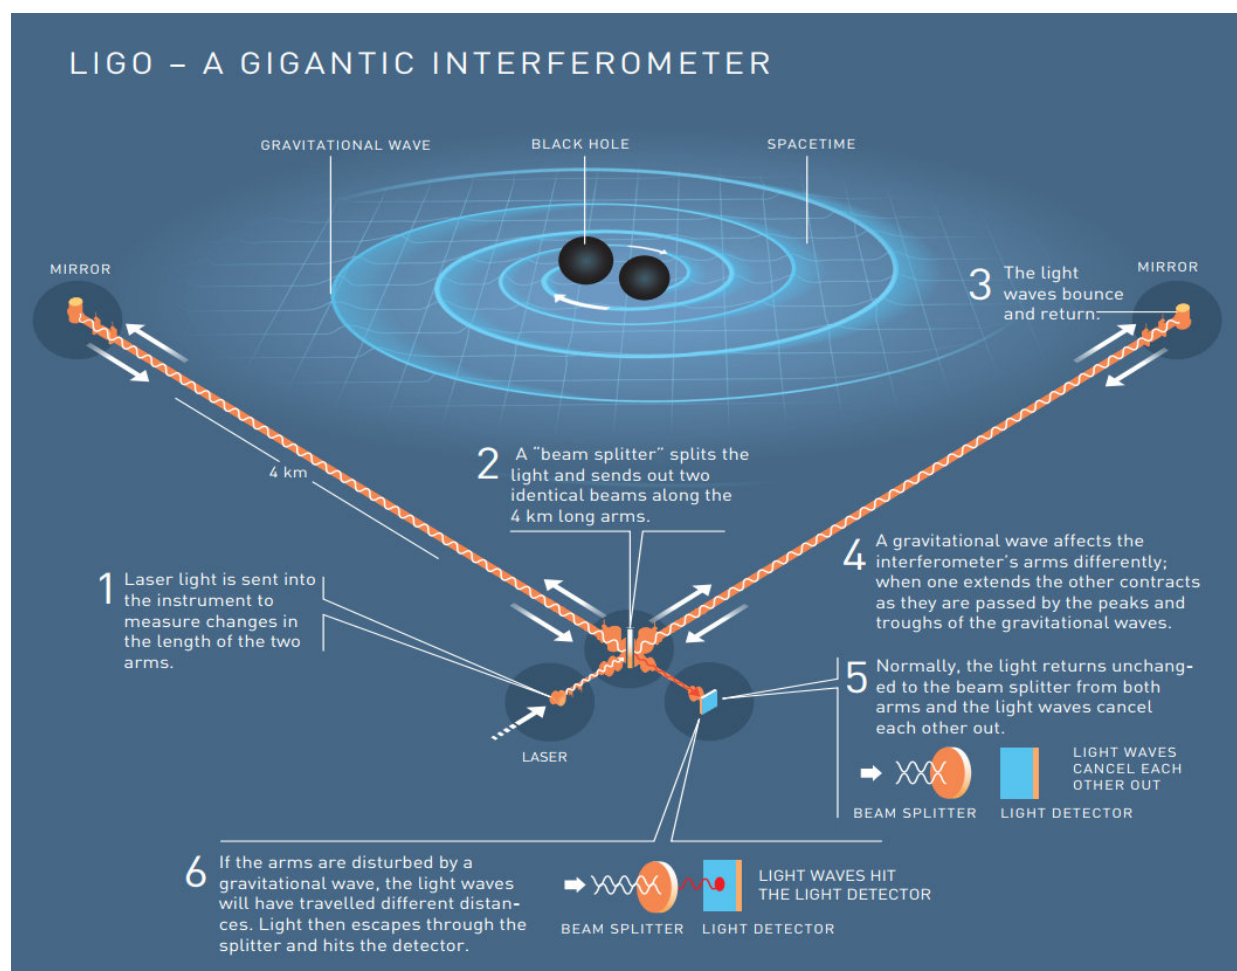 LIGO – A GIGANTIC INTERFEROMETER
GRAVITATIONAL WAVE
BLACK HOLE
SPACETIME
MIRROR
3 The light
waves bounce
and return.
MIRROR
4 km
2 A “beam splitter” splits the
light and sends out two
identical beams along the
4 km long arms.
1 Laser light is sent into
the instrument to
measure changes in
the length of the two
arms.
4 A gravitational wave affects the
interferometer’s arms differently;
when one extends the other contracts
as they are passed by the peaks and
troughs of the gravitational waves.
5 Normally, the light returns unchang-
ed to the beam splitter from both
arms and the light waves cancel
each other out.
LASER
LIGHT WAVES
CANCEL EACH
OTHER OUT
BEAM SPLITTER
LIGHT DETECTOR
6 If the arms are disturbed by a
gravitational wave, the light waves
will have travelled different distan-
ces. Light then escapes through the
splitter and hits the detector.
LIGHT WAVES HIT
THE LIGHT DETECTOR
BEAM SPLITTER
LIGHT DETECTOR